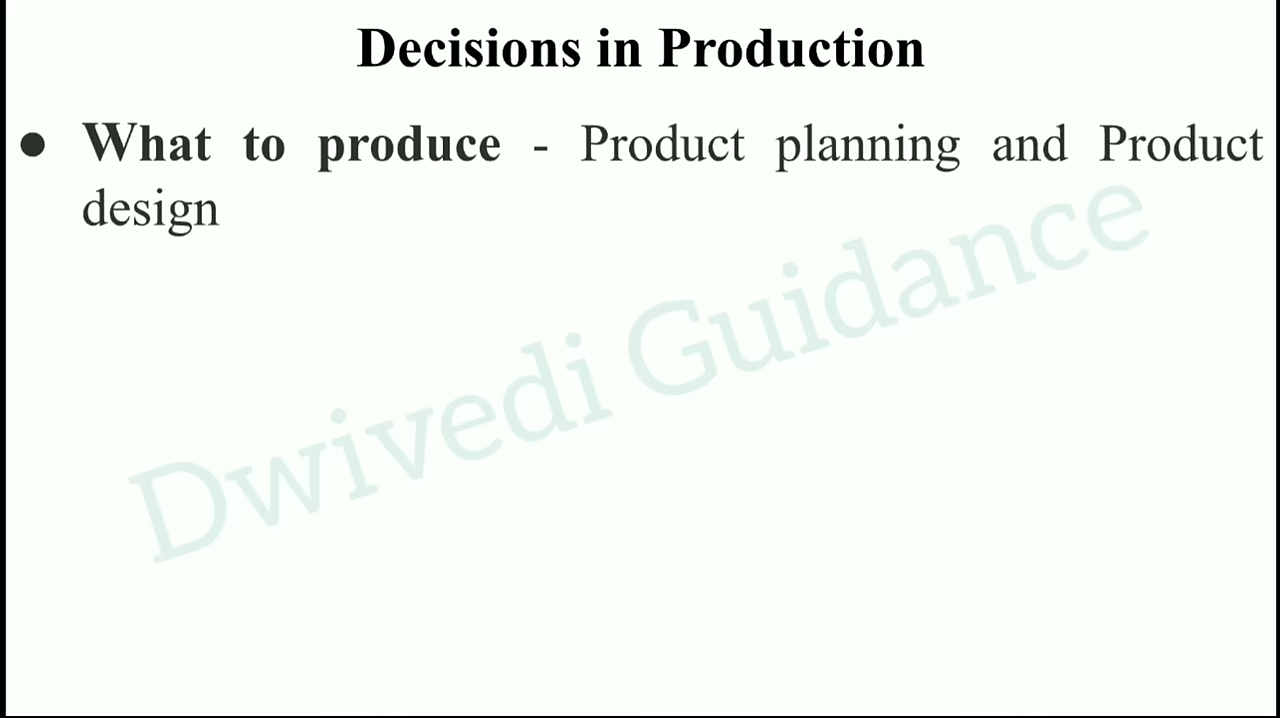 Decisions in Production
● What to produce - Product planning and Product
design
Dwivedi Guidance